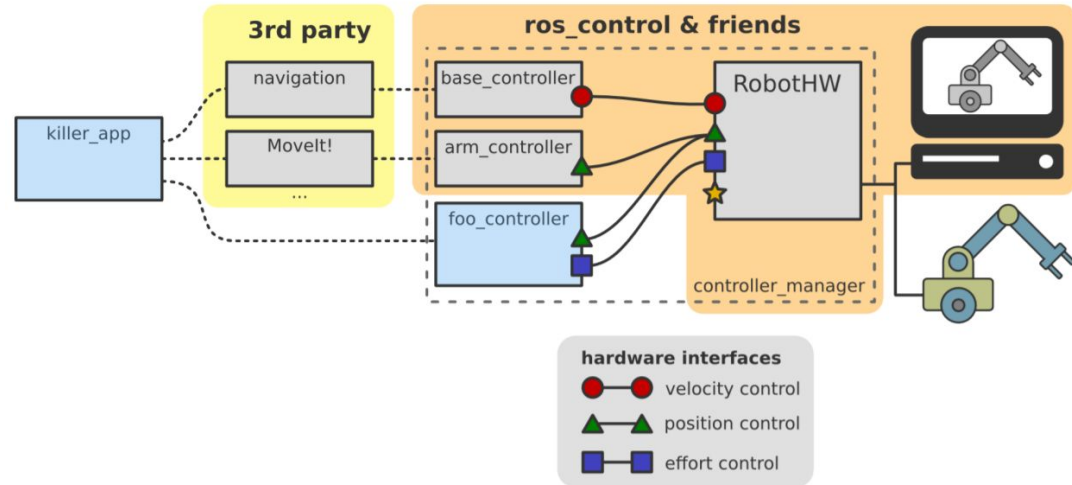 3rd party
ros_control & friends
killer_app
navigation
MoveIt!
...
base_controller
arm_controller
foo_controller
RobotHW
controller_manager
hardware interfaces
velocity control
position control
effort control